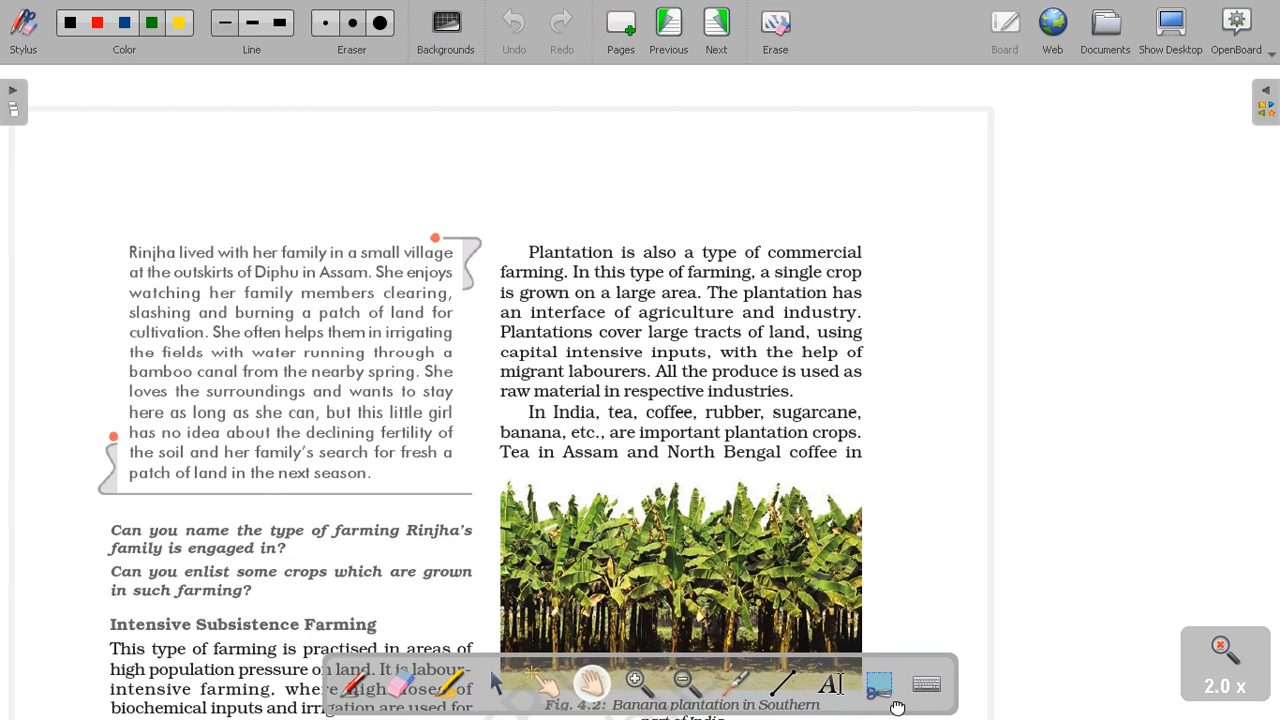 Stylus
Color
Line
Eraser
Backgrounds
Undo
Redo
Pages
Previous
Next
Erase
Board
Web
Documents
Show Desktop
OpenBoard
Rinjha lived with her family in a small village
at the outskirts of Diphu in Assam. She enjoys
watching her family members clearing,
slashing and burning a patch of land for
cultivation. She often helps them in irrigating
the fields with water running through a
bamboo canal from the nearby spring. She
loves the surroundings and wants to stay
here as long as she can, but this little girl
has no idea about the declining fertility of
the soil and her family's search for fresh a
patch of land in the next season.
Can you name the type of farming Rinjha's
family is engaged in?
Can you enlist some crops which are grown
in such farming?
Intensive Subsistence Farming
This type of farming is practised in areas of
high population pressure on land. It is labour-
intensive farming, where high doses of
biochemical inputs and irrigation are used for
Plantation is also a type of commercial
farming. In this type of farming, a single crop
is grown on a large area. The plantation has
an interface of agriculture and industry.
Plantations cover large tracts of land, using
capital intensive inputs, with the help of
migrant labourers. All the produce is used as
raw material in respective industries.
In India, tea, coffee, rubber, sugarcane,
banana, etc., are important plantation crops.
Tea in Assam and North Bengal coffee in
Fig. 4.2: Banana plantation in Southern
part of India
2.0 x